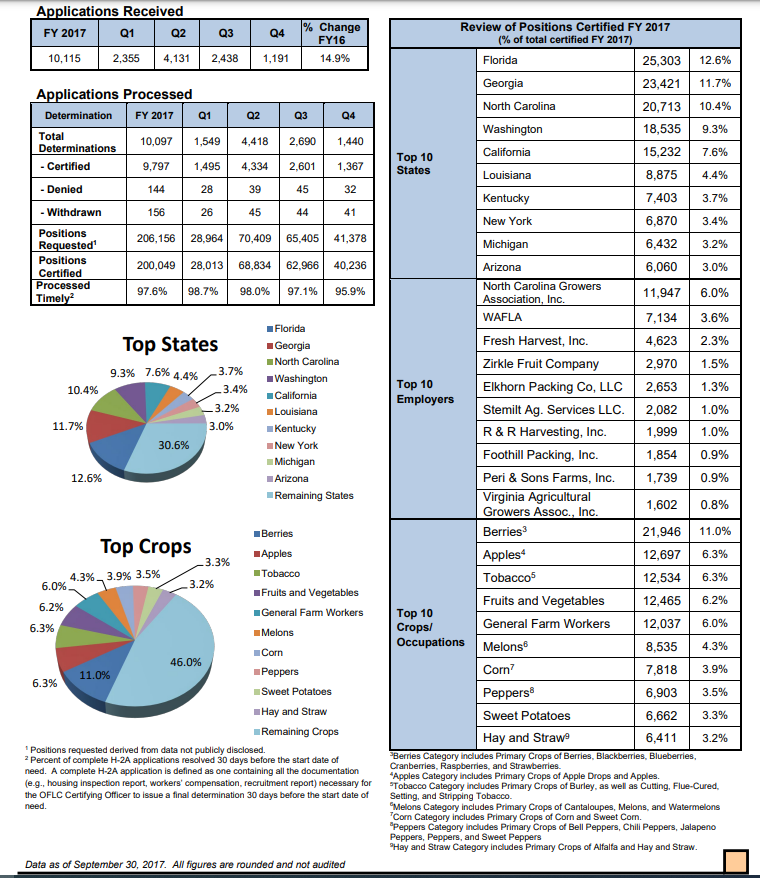 Applications Received
FY 2017 Q1 Q2 Q3 Q4 % Change FY16
10,115 2,355 4,131 2,438 1,191 14.9%
Applications Processed
Determination FY 2017 Q1 Q2 Q3 Q4
Total Determinations 10,097 1,549 4,418 2,690 1,440
- Certified 9,797 1,495 4,334 2,601 1,367
- Denied 144 28 39 45 32
- Withdrawn 156 26 45 44 41
Positions Requested¹ 206,156 28,964 70,409 65,405 41,378
Positions Certified 200,049 28,013 68,834 62,966 40,236
Processed Timely² 97.6% 98.7% 98.0% 97.1% 95.9%
Top States
12.6%
11.7%
10.4%
9.3%
7.6%
4.4%
3.7%
3.4%
3.2%
3.0%
30.6%
Florida
Georgia
North Carolina
Washington
California
Louisiana
Kentucky
New York
Michigan
Arizona
Remaining States
Top Crops
11.0%
6.3%
6.3%
6.2%
6.0%
4.3%
3.9%
3.5%
3.3%
3.2%
46.0%
Berries
Apples
Tobacco
Fruits and Vegetables
General Farm Workers
Melons
Corn
Peppers
Sweet Potatoes
Hay and Straw
Remaining Crops
¹ Positions requested derived from data not publicly disclosed.
² Percent of complete H-2A applications resolved 30 days before the start date of
need. A complete H-2A application is defined as one containing all the documentation
(e.g., housing inspection report, workers' compensation, recruitment report) necessary for
the OFLC Certifying Officer to issue a final determination 30 days before the start date of
need.
Data as of September 30, 2017. All figures are rounded and not audited
Review of Positions Certified FY 2017
(% of total certified FY 2017)
Top 10 States
Florida 25,303 12.6%
Georgia 23,421 11.7%
North Carolina 20,713 10.4%
Washington 18,535 9.3%
California 15,232 7.6%
Louisiana 8,875 4.4%
Kentucky 7,403 3.7%
New York 6,870 3.4%
Michigan 6,432 3.2%
Arizona 6,060 3.0%
Top 10 Employers
North Carolina Growers Association, Inc. 11,947 6.0%
WAFLA 7,134 3.6%
Fresh Harvest, Inc. 4,623 2.3%
Zirkle Fruit Company 2,970 1.5%
Elkhorn Packing Co, LLC 2,653 1.3%
Stemilt Ag. Services LLC. 2,082 1.0%
R & R Harvesting, Inc. 1,999 1.0%
Foothill Packing, Inc. 1,854 0.9%
Peri & Sons Farms, Inc. 1,739 0.9%
Virginia Agricultural Growers Assoc., Inc. 1,602 0.8%
Top 10 Crops/ Occupations
Berries³ 21,946 11.0%
Apples⁴ 12,697 6.3%
Tobacco⁵ 12,534 6.3%
Fruits and Vegetables 12,465 6.2%
General Farm Workers 12,037 6.0%
Melons⁶ 8,535 4.3%
Corn⁷ 7,818 3.9%
Peppers⁸ 6,903 3.5%
Sweet Potatoes 6,662 3.3%
Hay and Straw⁹ 6,411 3.2%
³Berries Category includes Primary Crops of Berries, Blackberries, Blueberries,
Cranberries, Raspberries, and Strawberries.
⁴Apples Category includes Primary Crops of Apple Drops and Apples.
⁵Tobacco Category includes Primary Crops of Burley, as well as Cutting, Flue-Cured,
Setting, and Stripping Tobacco.
⁶Melons Category includes Primary Crops of Cantaloupes, Melons, and Watermelons
⁷Corn Category includes Primary Crops of Corn and Sweet Corn.
⁸Peppers Category includes Primary Crops of Bell Peppers, Chili Peppers, Jalapeno
Peppers, Peppers, and Sweet Peppers
⁹Hay and Straw Category includes Primary Crops of Alfalfa and Hay and Straw.